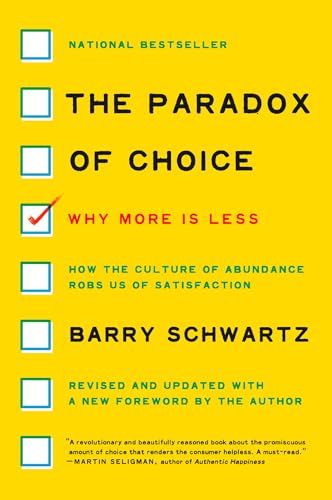 NATIONAL BESTSELLER
THE PARADOX
OF CHOICE
WHY MORE IS LESS
HOW THE CULTURE OF ABUNDANCE
ROBS US OF SATISFACTION
BARRY SCHWARTZ
REVISED AND UPDATED WITH
A NEW FOREWORD BY THE AUTHOR
"A revolutionary and beautifully reasoned book about the promiscuous
amount of choice that renders the consumer helpless. A must-read."
—MARTIN SELIGMAN, author of Authentic Happiness